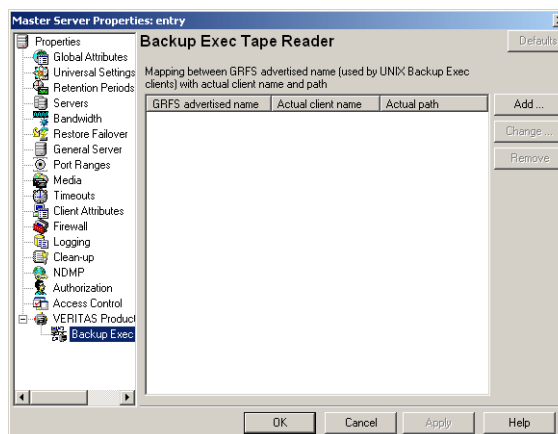 Master Server Properties: entry
Properties
Global Attributes
Universal Settings
Retention Periods
Servers
Bandwidth
Restore Failover
General Server
Port Ranges
Media
Timeouts
Client Attributes
Firewall
Logging
Clean-up
NDMP
Authorization
Access Control
VERITAS Product
Backup Exec
Backup Exec Tape Reader
Defaults
Mapping between GRFS advertised name (used by UNIX Backup Exec
clients) with actual client name and path
GRFS advertised name Actual client name Actual path
Add ...
Change ...
Remove
OK Cancel Apply Help